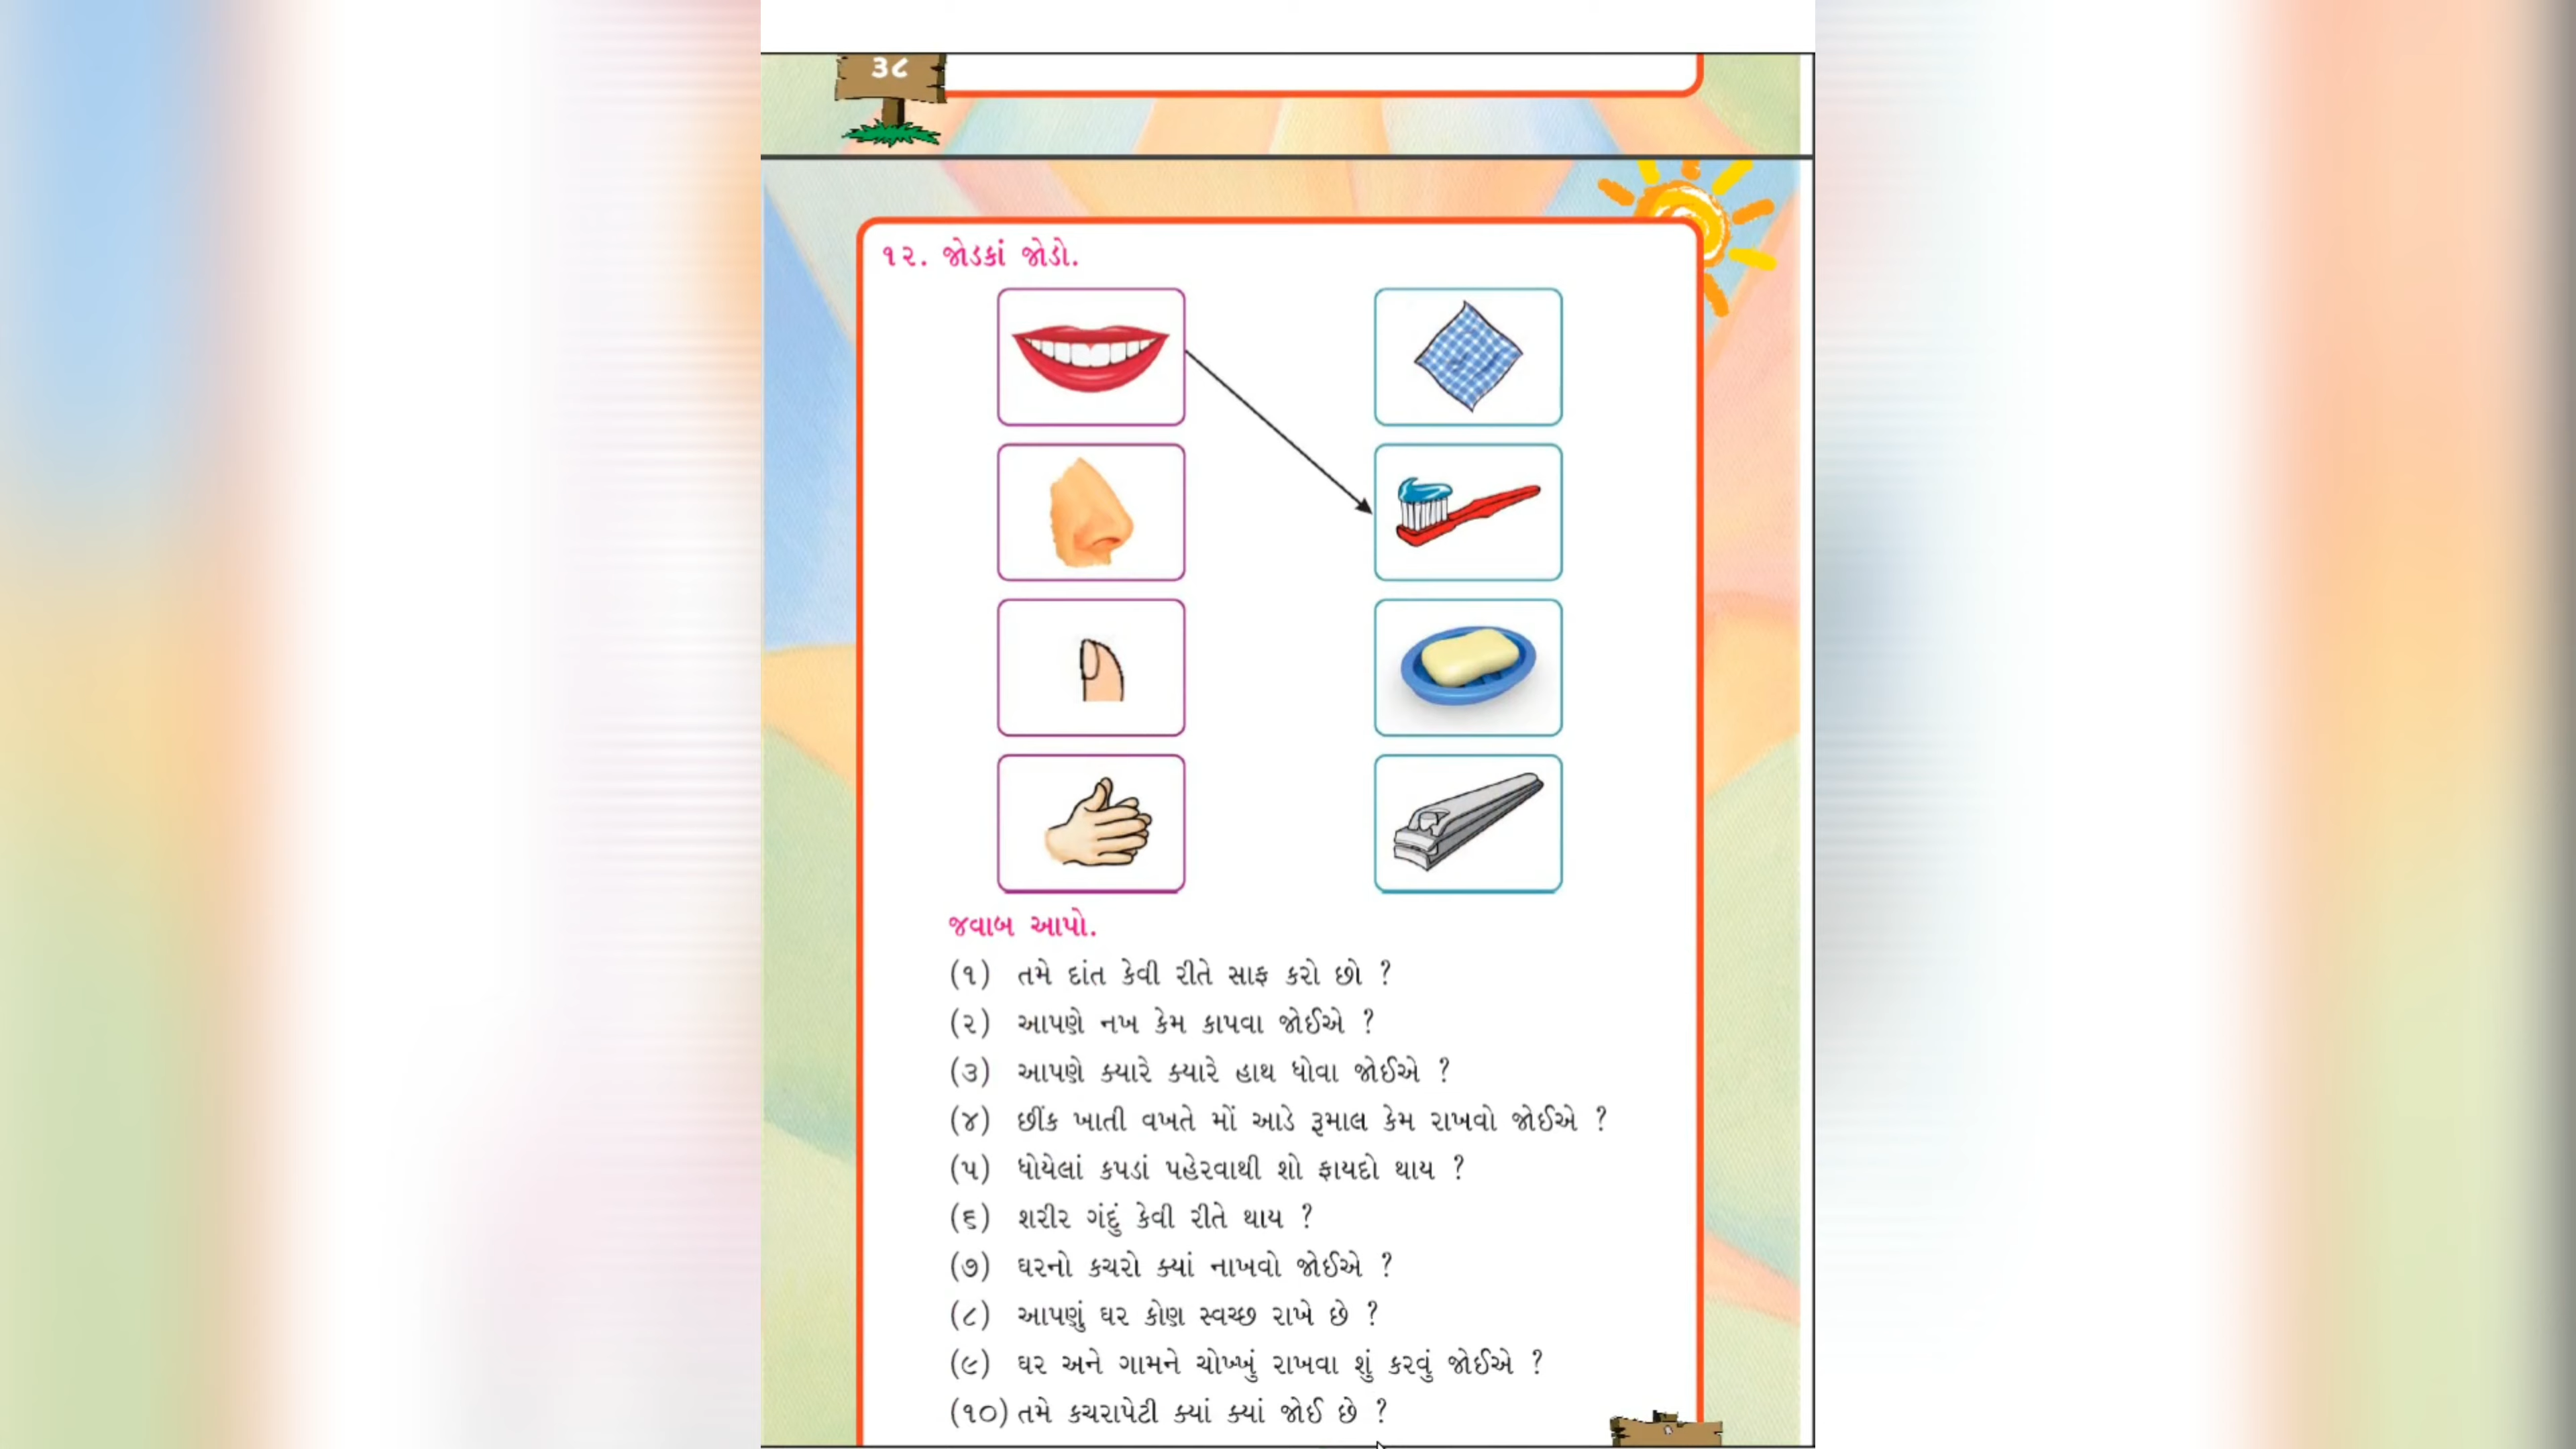 ૩૮
૧૨. જોડકાં જોડો.
જવાબ આપો.
(૧) તમે દાંત કેવી રીતે સાફ કરો છો ?
(૨) આપણે નખ કેમ કાપવા જોઈએ ?
(૩) આપણે ક્યારે ક્યારે હાથ ધોવા જોઈએ ?
(૪) છીંક ખાતી વખતે મોં આડે રૂમાલ કેમ રાખવો જોઈએ ?
(૫) ધોયેલાં કપડાં પહેરવાથી શો ફાયદો થાય ?
(૬) શરીર ગંદું કેવી રીતે થાય ?
(૭) ઘરનો કચરો ક્યાં નાખવો જોઈએ ?
(૮) આપણું ઘર કોણ સ્વચ્છ રાખે છે ?
(૯) ઘર અને ગામને ચોખ્ખું રાખવા શું કરવું જોઈએ ?
(૧૦) તમે કચરાપેટી ક્યાં ક્યાં જોઈ છે ?